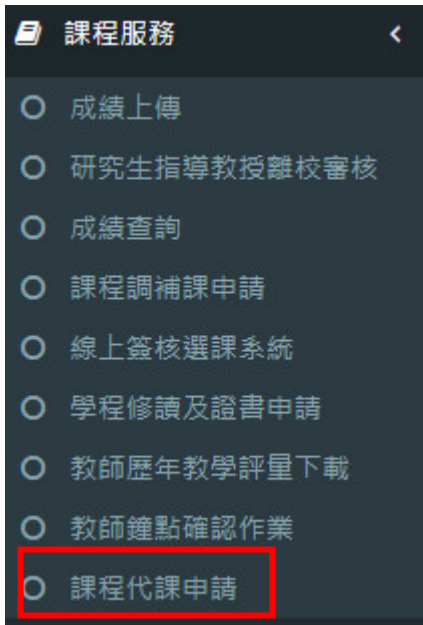 課程服務
成績上傳
研究生指導教授離校審核
成績查詢
課程調補課申請
線上簽核選課系統
學程修讀及證書申請
教師歷年教學評量下載
教師鐘點確認作業
課程代課申請